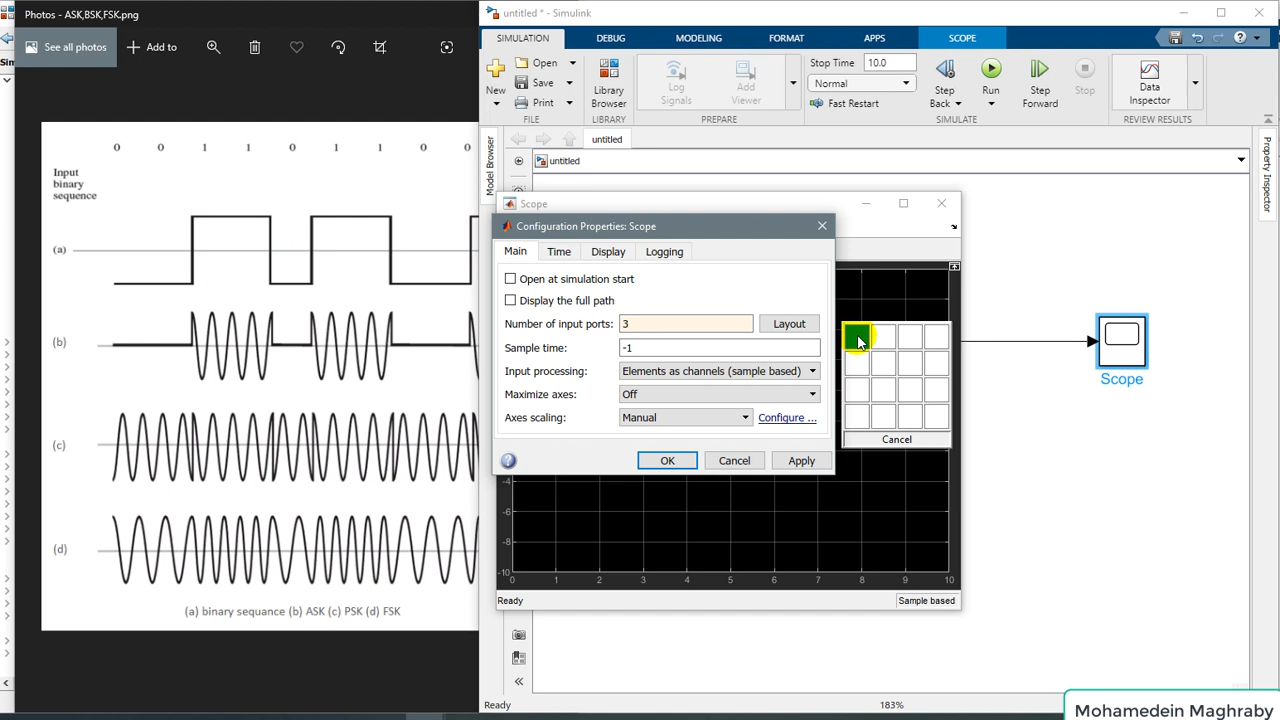 Photos - ASK,BSK,FSK.png
See all photos
Add to
0 0 1 1 0 1 1 0 0
Input
binary
sequence
(a)
(b)
(c)
(d)
(a) binary sequence (b) ASK (c) PSK (d) FSK
untitled * - Simulink
SIMULATION DEBUG MODELING FORMAT APPS SCOPE
New
Open
Save
Print
FILE
Library
Browser
LIBRARY
Log
Signals
Add
Viewer
PREPARE
Stop Time 10.0
Normal
Fast Restart
Step
Back
Run
Step
Forward
Stop
SIMULATE
Data
Inspector
REVIEW RESULTS
Model Browser
untitled
untitled
Property Inspector
Scope
Configuration Properties: Scope
Main Time Display Logging
Open at simulation start
Display the full path
Number of input ports: 3 Layout
Sample time: -1
Input processing: Elements as channels (sample based)
Maximize axes: Off
Axes scaling: Manual Configure ...
OK Cancel Apply
Cancel
-4
-6
-8
-10
0 1 2 3 4 5 6 7 8 9 10
Ready Sample based
Scope
Ready 183%
Mohamedein Maghraby